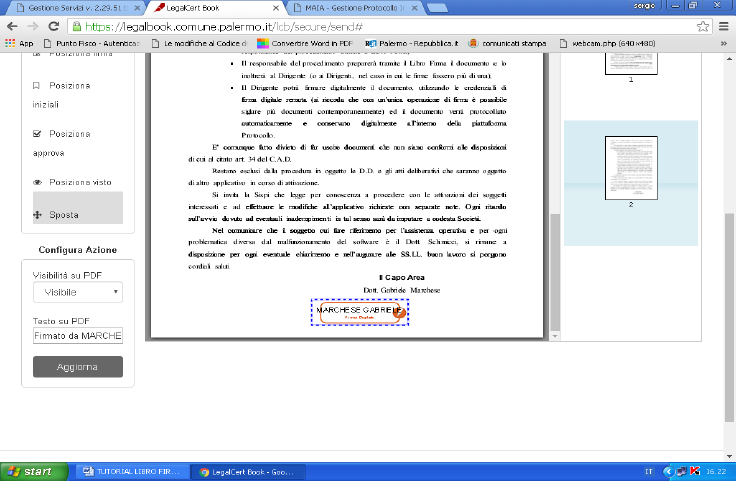 Gestione Servizi v. 2.29.51
LegalCert Book
MAIA - Gestione Protocollo I
sergio
https://legalbook.comune.palermo.it/lcb/secure/send#
App
Punto Fisco - Autenticaz
Le modifiche al Codice d
Convertire Word in PDF
Palermo - Repubblica.it
comunicati stampa
webcam.php (640×480)
Posiziona firma
Posiziona
iniziali
Posiziona
approva
Posiziona visto
Sposta
Configura Azione
Visibilità su PDF
Visibile
Testo su PDF
Firmato da MARCHE
Aggiorna
• Il responsabile del procedimento preparerà tramite il Libro Firma il documento e lo
inoltrerà al Dirigente (o ai Dirigenti, nel caso in cui le firme fossero più di una);
• Il Dirigente potrà firmare digitalmente il documento, utilizzando le credenziali di
firma digitale remota (si ricorda che con un'unica operazione di firma è possibile
siglare più documenti contemporaneamente) ed il documento verrà protocollato
automaticamente e conservato digitalmente all'interno della piattaforma
Protocollo.
E' comunque fatto divieto di far uso di documenti che non siano conformi alle disposizioni
di cui al citato art. 34 del C.A.D.
Restano esclusi dalla procedura in oggetto le D.D. e gli atti deliberativi che saranno oggetto
di altro applicativo in corso di attivazione.
Si invita la Sispi che legge per conoscenza a procedere con le attivazioni dei soggetti
interessati e ad effettuare le modifiche all'applicativo richieste con separate note. Ogni ritardo
sull'avvio dovuto ad eventuali inadempimenti in tal senso sarà da imputare a codesta Società.
Nel comunicare che il soggetto cui fare riferimento per l'assistenza operativa e per ogni
problematica diversa dal malfunzionamento del software è il Dott. Schimicci, si rimane a
disposizione per ogni eventuale chiarimento e nell'augurare alle SS.LL. buon lavoro si porgono
cordiali saluti
Il Capo Area
Dott. Gabriele Marchese
MARCHESE GABRIELE
Firma Digitale
1
2
start
TUTORIAL LIBRO FIR...
LegalCert Book - Goo...
IT
16.22